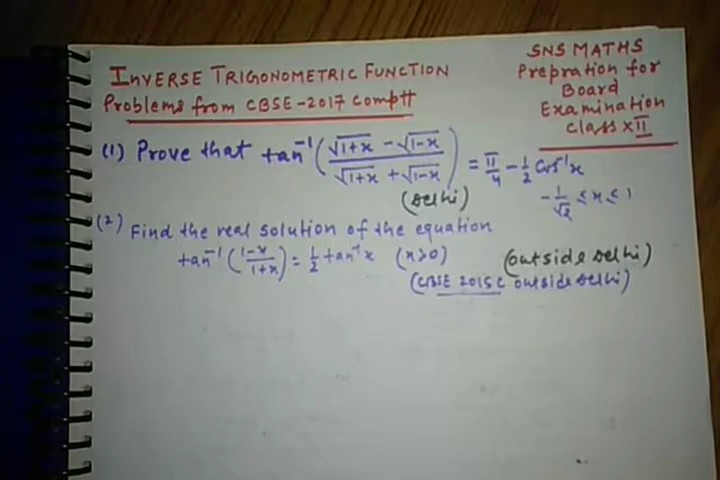 INVERSE TRIGONOMETRIC FUNCTION
Problems from CBSE-2017 Comptt
SNS MATHS
Prepration for
Board
Examination
Class XII
(1) Prove that tan⁻¹ ( (√1+x − √1−x) / (√1+x + √1−x) ) = π/4 − 1/2 Cos⁻¹x
(Delhi) −1/√2 ≤ x ≤ 1
(2) Find the real solution of the equation
tan⁻¹ ( (1−x) / (1+x) ) = 1/2 tan⁻¹x (x>0) (outside Delhi)
(CBSE 2015C outside Delhi)